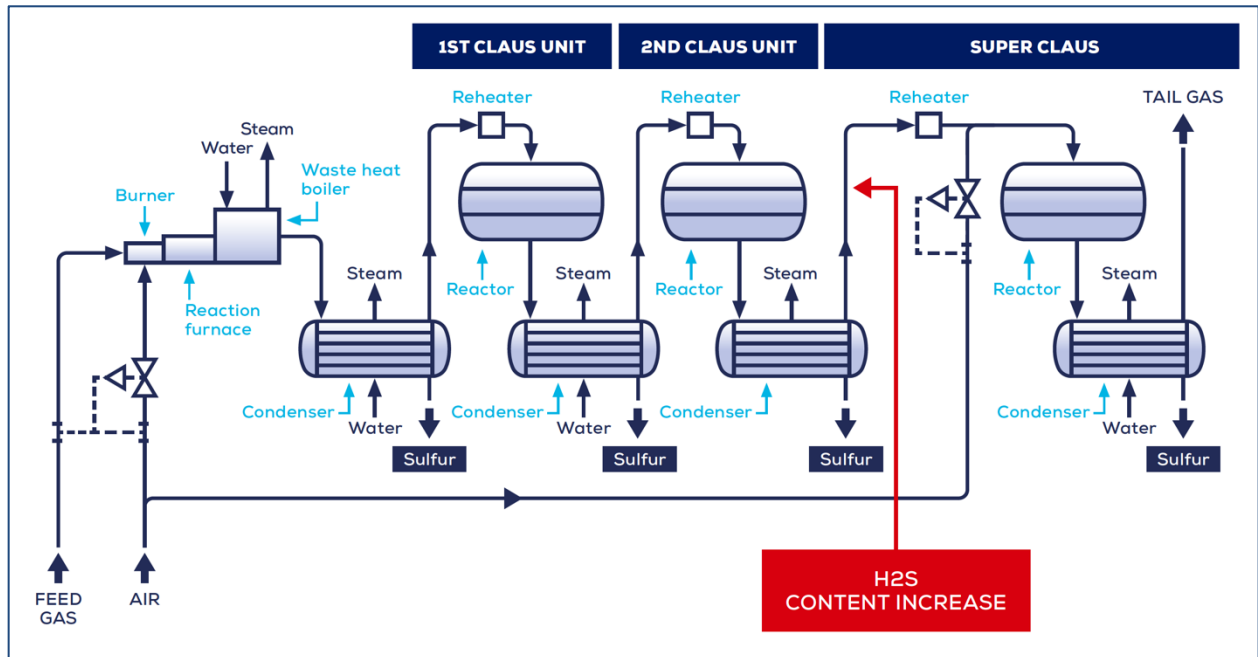 1ST CLAUS UNIT
2ND CLAUS UNIT
SUPER CLAUS
Reheater
Reheater
Reheater
TAIL GAS
Steam
Water
Waste heat
boiler
Burner
Reaction
furnace
Steam
Reactor
Steam
Reactor
Steam
Reactor
Condenser
Water
Condenser
Water
Condenser
Condenser
Water
Sulfur
Sulfur
Sulfur
Sulfur
FEED
GAS
AIR
H2S
CONTENT INCREASE